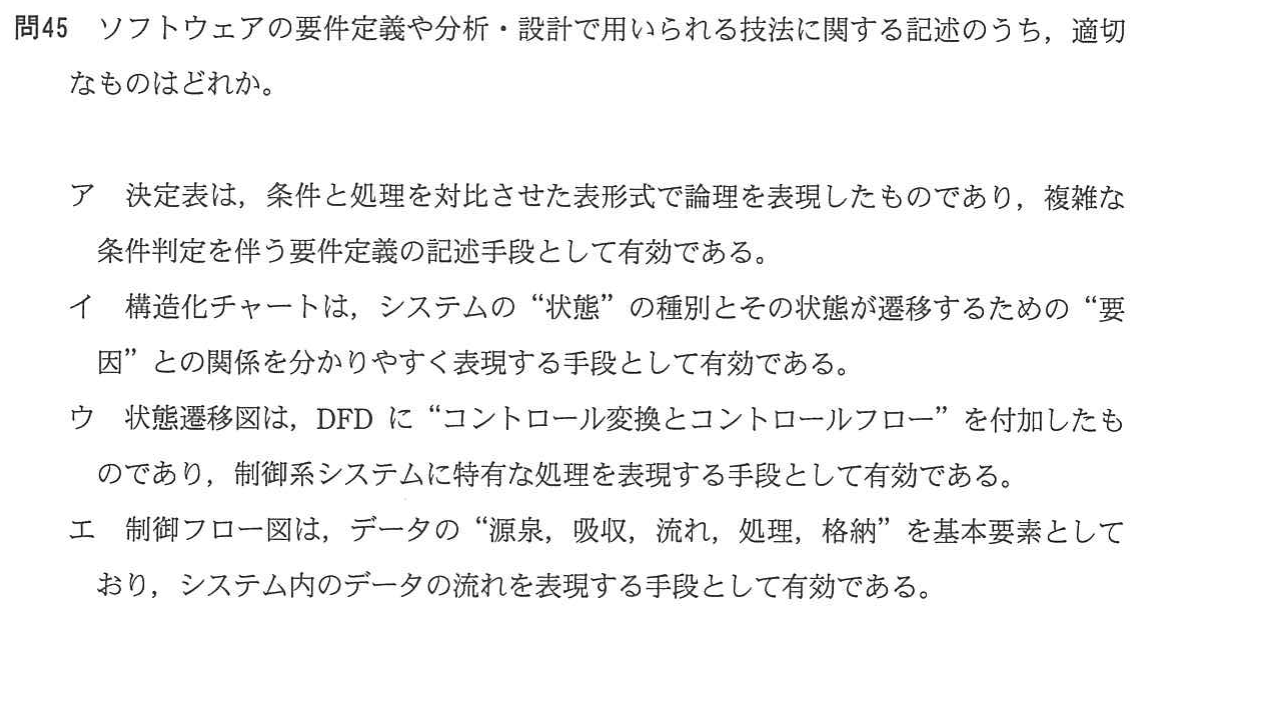 問45　ソフトウェアの要件定義や分析・設計で用いられる技法に関する記述のうち，適切
なものはどれか。
ア　決定表は，条件と処理を対比させた表形式で論理を表現したものであり，複雑な
条件判定を伴う要件定義の記述手段として有効である。
イ　構造化チャートは，システムの“状態”の種別とその状態が遷移するための“要
因”との関係を分かりやすく表現する手段として有効である。
ウ　状態遷移図は，DFD に“コントロール変換とコントロールフロー”を付加したも
のであり，制御系システムに特有な処理を表現する手段として有効である。
エ　制御フロー図は，データの“源泉，吸収，流れ，処理，格納”を基本要素として
おり，システム内のデータの流れを表現する手段として有効である。